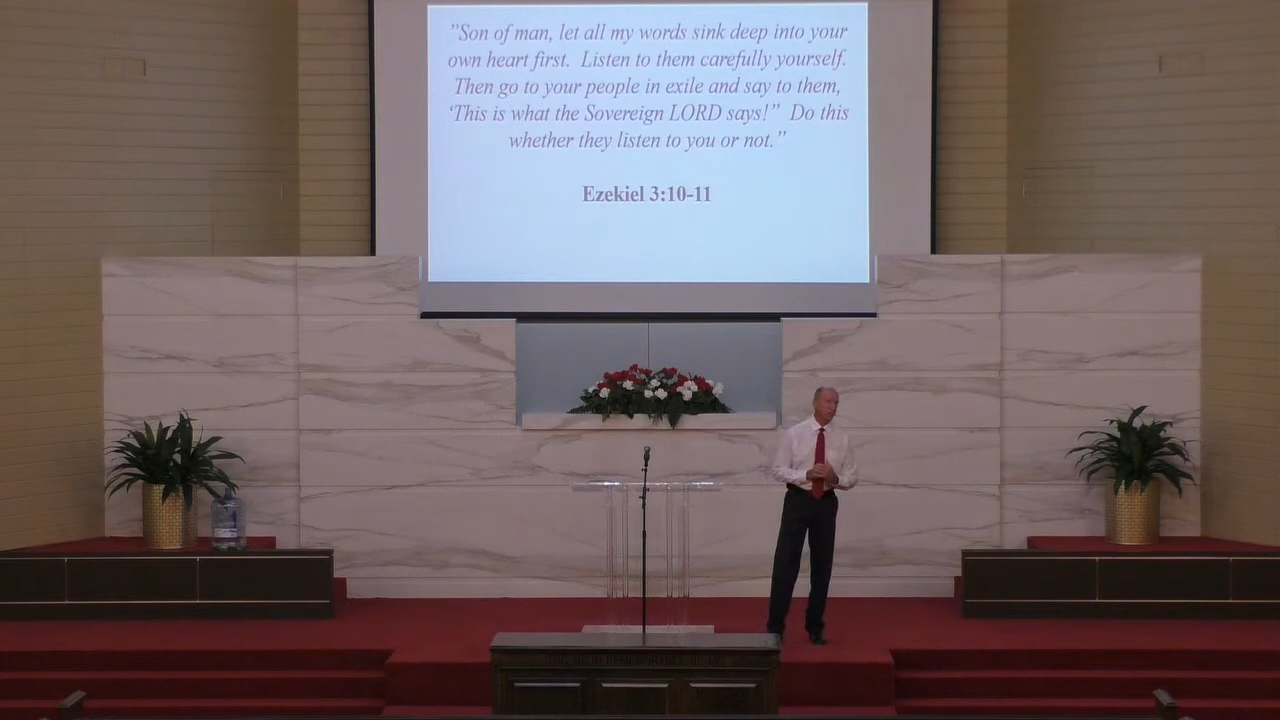 ”Son of man, let all my words sink deep into your
own heart first. Listen to them carefully yourself.
Then go to your people in exile and say to them,
‘This is what the Sovereign LORD says!” Do this
whether they listen to you or not.”
Ezekiel 3:10-11